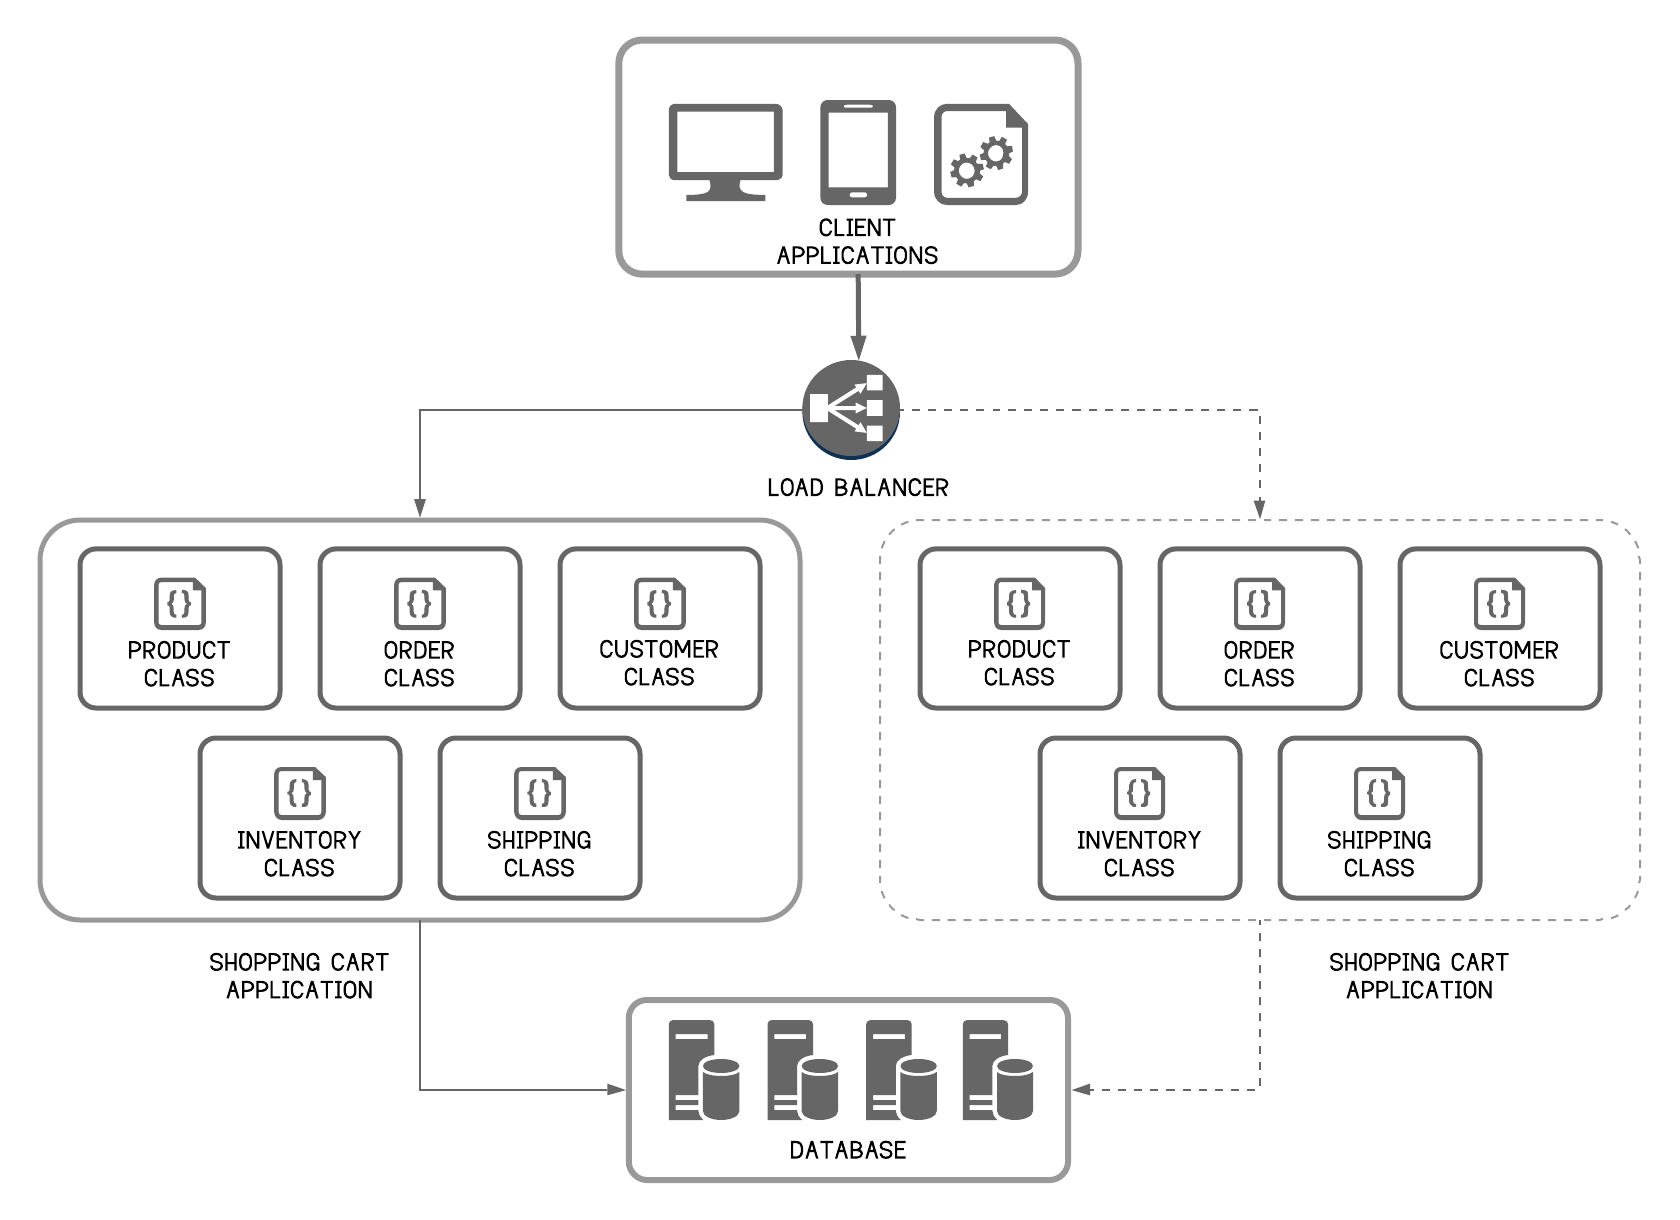 CLIENT
APPLICATIONS
LOAD BALANCER
{}
PRODUCT
CLASS
{}
ORDER
CLASS
{}
CUSTOMER
CLASS
{}
INVENTORY
CLASS
{}
SHIPPING
CLASS
SHOPPING CART
APPLICATION
{}
PRODUCT
CLASS
{}
ORDER
CLASS
{}
CUSTOMER
CLASS
{}
INVENTORY
CLASS
{}
SHIPPING
CLASS
SHOPPING CART
APPLICATION
DATABASE